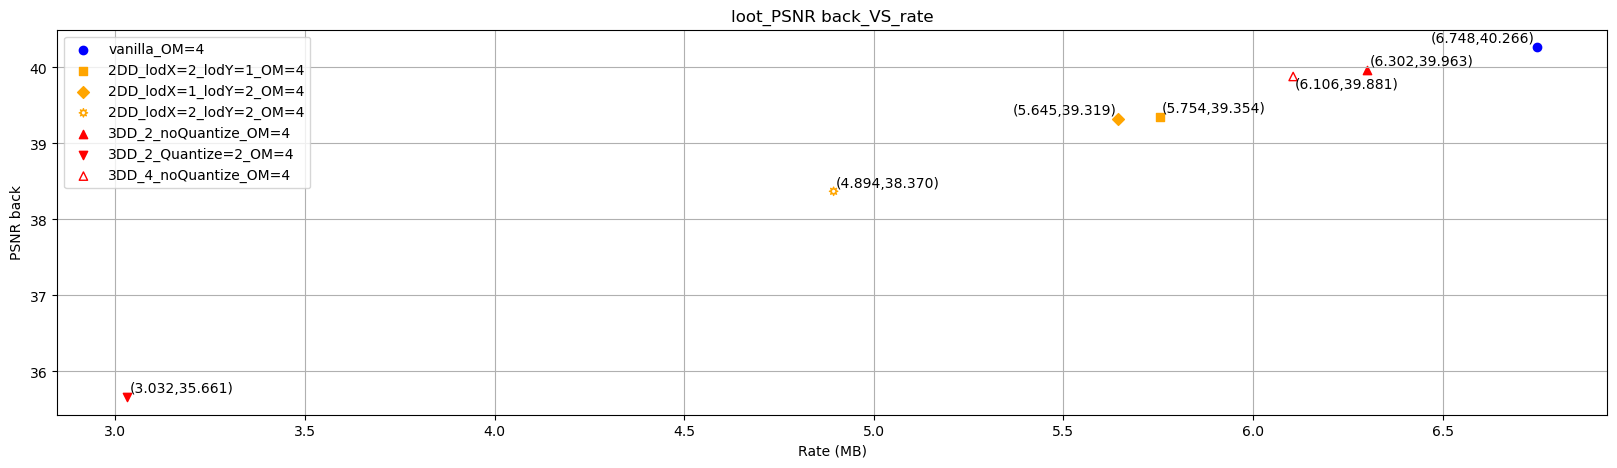 loot_PSNR back_VS_rate
vanilla_OM=4
2DD_lodX=2_lodY=1_OM=4
2DD_lodX=1_lodY=2_OM=4
2DD_lodX=2_lodY=2_OM=4
3DD_2_noQuantize_OM=4
3DD_2_Quantize=2_OM=4
3DD_4_noQuantize_OM=4
(6.748,40.266)
(6.302,39.963)
(6.106,39.881)
(5.645,39.319)
(5.754,39.354)
(4.894,38.370)
(3.032,35.661)
PSNR back
40
39
38
37
36
3.0
3.5
4.0
4.5
5.0
5.5
6.0
6.5
Rate (MB)